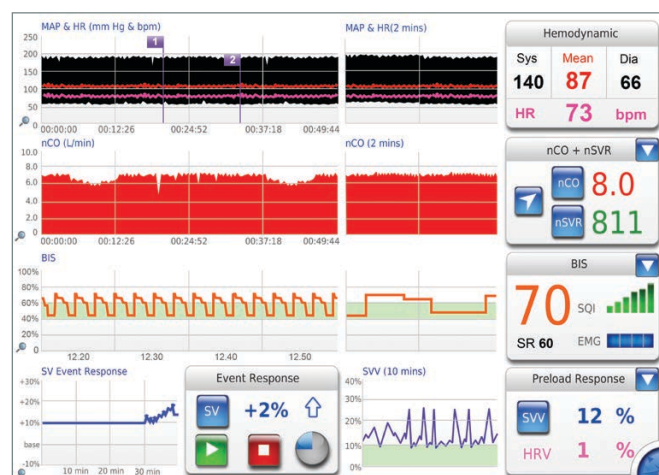 MAP & HR (mm Hg & bpm)
MAP & HR(2 mins)
250
200
150
100
50
0
1
2
00:00:00 00:12:26 00:24:52 00:37:18 00:49:44
nCO (L/min)
nCO (2 mins)
10.0
8.0
6.0
4.0
2.0
0
00:00:00 00:12:26 00:24:52 00:37:18 00:49:44
BIS
100%
80%
60%
40%
20%
0
12.20 12.30 12.40 12.50
SV Event Response
+30%
+20%
+10%
base
-10%
10 min 20 min 30 min
Event Response
SV +2%
SVV (10 mins)
40%
30%
20%
10%
0
Hemodynamic
Sys Mean Dia
140 87 66
HR 73 bpm
nCO + nSVR
nCO 8.0
nSVR 811
BIS
70
SQI
SR 60 EMG
Preload Response
SVV 12 %
HRV 1 %